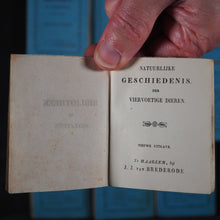 NATUURLIJKE
GESCHIEDENIS.
DER
VIERVOETIGE DIEREN.
NIEUWE UITGAVE.
Te HAARLEM, bij
J. J. VAN BREDERODE